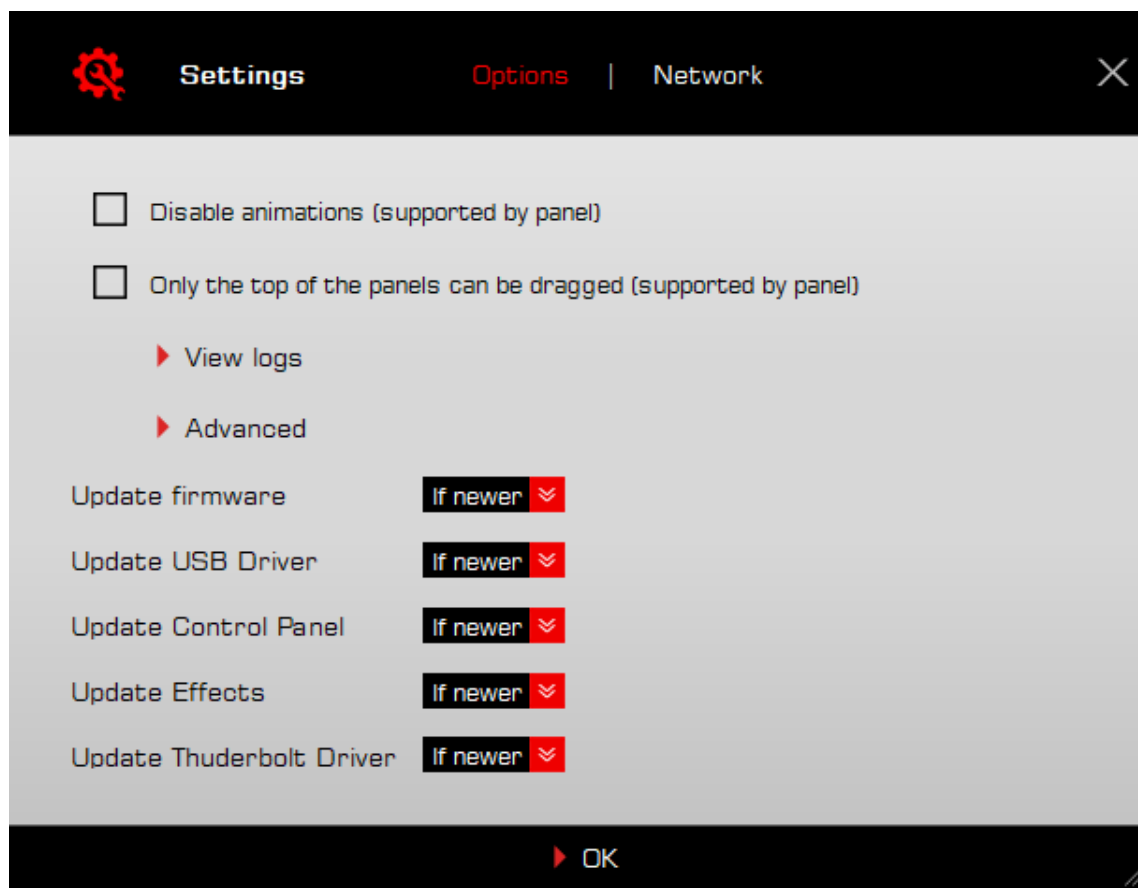 Settings Options | Network
Disable animations (supported by panel)
Only the top of the panels can be dragged (supported by panel)
View logs
Advanced
Update firmware If newer
Update USB Driver If newer
Update Control Panel If newer
Update Effects If newer
Update Thuderbolt Driver If newer
OK